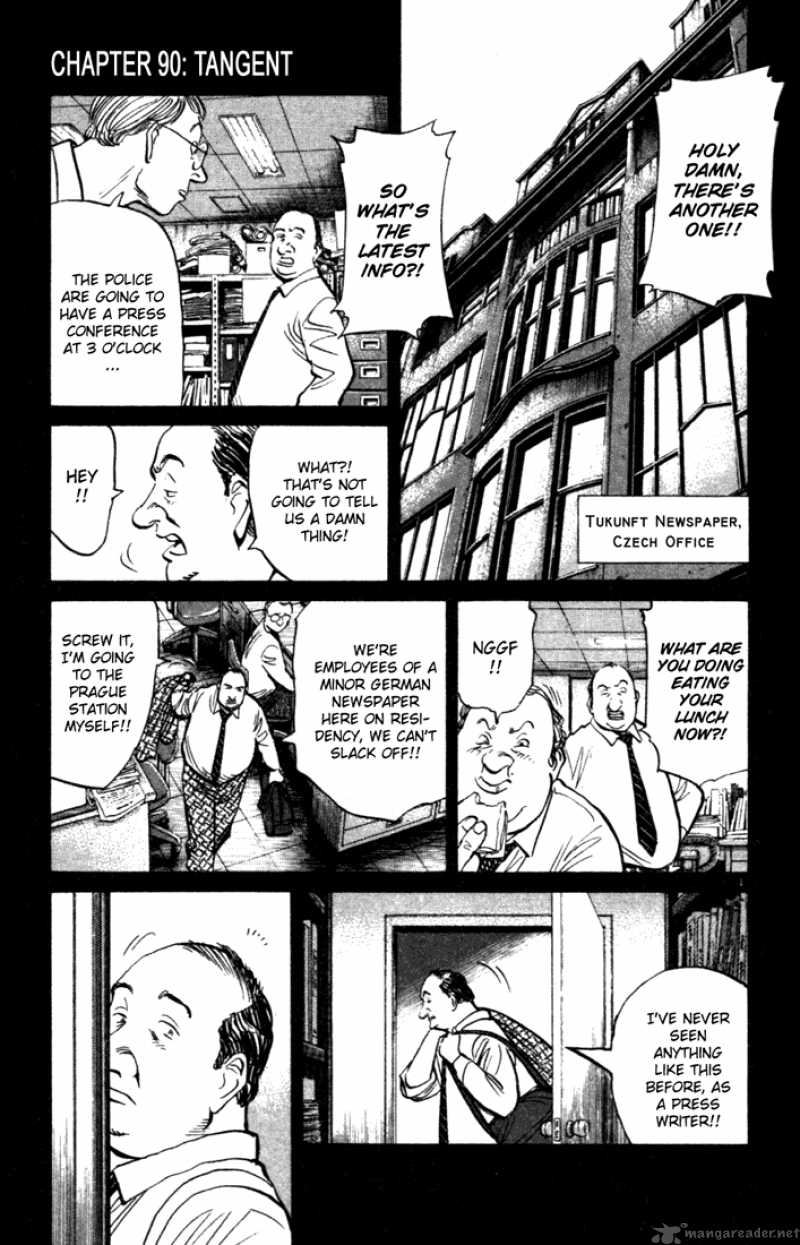 CHAPTER 90: TANGENT
HOLY
DAMN,
THERE'S
ANOTHER
ONE!!
TUKUNFT NEWSPAPER,
CZECH OFFICE
SO
WHAT'S
THE
LATEST
INFO?!
THE POLICE
ARE GOING TO
HAVE A PRESS
CONFERENCE
AT 3 O'CLOCK
...
WHAT?!
THAT'S NOT
GOING TO TELL
US A DAMN
THING!
HEY
!!
WHAT ARE
YOU DOING
EATING
YOUR
LUNCH
NOW?!
NGGF
!!
WE'RE
EMPLOYEES OF A
MINOR GERMAN
NEWSPAPER
HERE ON RESI-
DENCY, WE CAN'T
SLACK OFF!!
SCREW IT,
I'M GOING
TO THE
PRAGUE
STATION
MYSELF!!
I'VE NEVER
SEEN
ANYTHING
LIKE THIS
BEFORE, AS
A PRESS
WRITER!!
mangareader.net